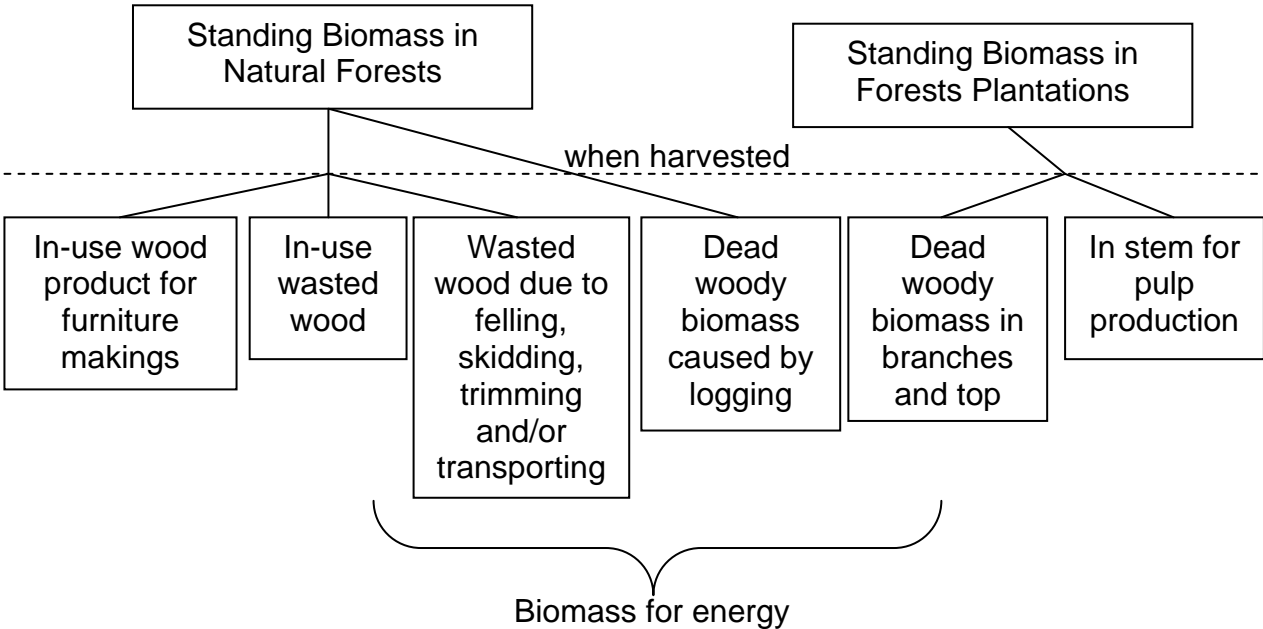 Standing Biomass in
Natural Forests
Standing Biomass in
Forests Plantations
when harvested
In-use wood
product for
furniture
makings
In-use
wasted
wood
Wasted
wood due to
felling,
skidding,
trimming
and/or
transporting
Dead
woody
biomass
caused by
logging
Dead
woody
biomass in
branches
and top
In stem for
pulp
production
Biomass for energy